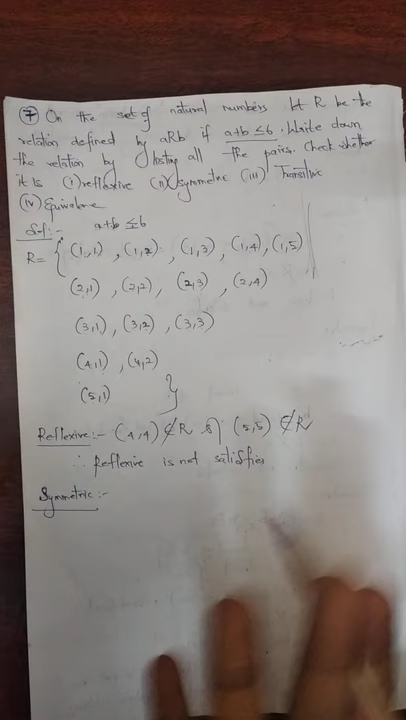 ⑦ On the set of natural numbers let R be the
relation defined by aRb if a+b ≤ 6. Write down
the relation by listing all the pairs. Check whether
it is (i) reflexive (ii) symmetric (iii) Transitive
(iv) Equivalence
Sol:- a+b ≤ 6
R = { (1,1) , (1,2) , (1,3) , (1,4) , (1,5)
(2,1) , (2,2) , (2,3) , (2,4)
(3,1) , (3,2) , (3,3)
(4,1) , (4,2)
(5,1) }
Reflexive:- (4,4) ∉ R & (5,5) ∉ R
∴ Reflexive is not satisfies
Symmetric:-